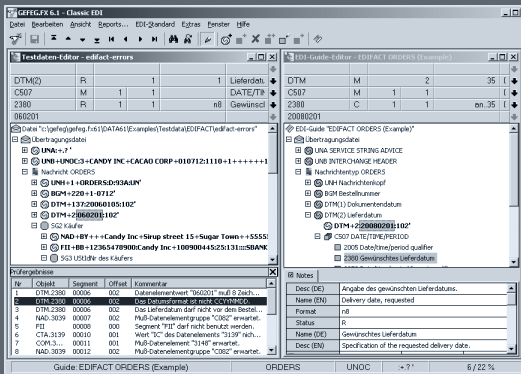 GEFEG.FX 6.1 - Classic EDI
Datei Bearbeiten Ansicht Reports... EDI-Standard Extras Fenster Hilfe
Testdaten-Editor - edifact-errors
DTM(2) R 1 1 Lieferdatu
C507 M 1 1 DATE/TIM
2380 R 1 1 n8 Gewünscl
060201
Datei "c:\gefeg\gefeg.fx61\DATA61\Examples\Testdata\EDIFACT\edifact-errors"
Übertragungsdatei
UNA:+.?'
UNB+UNOC:3+CANDY INC+CACAO CORP+010712:1110+1++++++1
Nachricht ORDERS
UNH+1+ORDERS:D:93A:UN'
BGM+220+1-0712'
DTM+137:20060105:102'
DTM+2:060201:102'
SG2 Käufer
NAD+BY+++Candy Inc+Sirup street 15+Sugar Town++5555
FII+BB+12365478900:Candy Inc+100900445:25:131:::SBANK
SG3 UStIdNr des Käufers
Prüfergebnisse
Nr Objekt Segment Offset Kommentar
1 DTM.2380 00006 002 Datenelementwert "060201" muß 8 Zeich...
2 DTM.2380 00006 002 Das Datumsformat ist nicht CCYYMMDD.
3 DTM.2380 00006 002 Das Lieferdatum darf nicht vor dem Bestel...
4 NAD.3039 00007 002 Muß-Datenelementgruppe "C082" erwartet.
5 FII 00008 000 Segment "FII" darf nicht benutzt werden.
6 CTA.3139 00010 001 Wert "IC" des Datenelements "3139" nich...
7 COM.3... 00011 001 Muß-Datenelement "3148" erwartet.
8 NAD.3039 00012 002 Muß-Datenelementgruppe "C082" erwartet.
EDI-Guide-Editor - EDIFACT ORDERS (Example)
DTM M 2 35
C507 M 1 1
2380 C 1 1 an..35
20080201
EDI-Guide "EDIFACT ORDERS (Example)"
Übertragungsdatei
UNA SERVICE STRING ADVICE
UNB INTERCHANGE HEADER
Nachrichtentyp ORDERS
UNH Nachrichtenkopf
BGM Bestellnummer
DTM(1) Dokumentendatum
DTM(2) Lieferdatum
DTM+2:20080201:102'
C507 DATE/TIME/PERIOD
2005 Date/time/period qualifier
2380 Gewünschtes Lieferdatum
Notes
Desc (DE) Angabe des gewünschten Lieferdatums.
Name (EN) Delivery date, requested
Format n8
Status R
Name (DE) Gewünschtes Lieferdatum
Desc (EN) Specification of the requested delivery date.
Guide: EDIFACT ORDERS (Example) ORDERS UNOC :+.?' 6/22 %